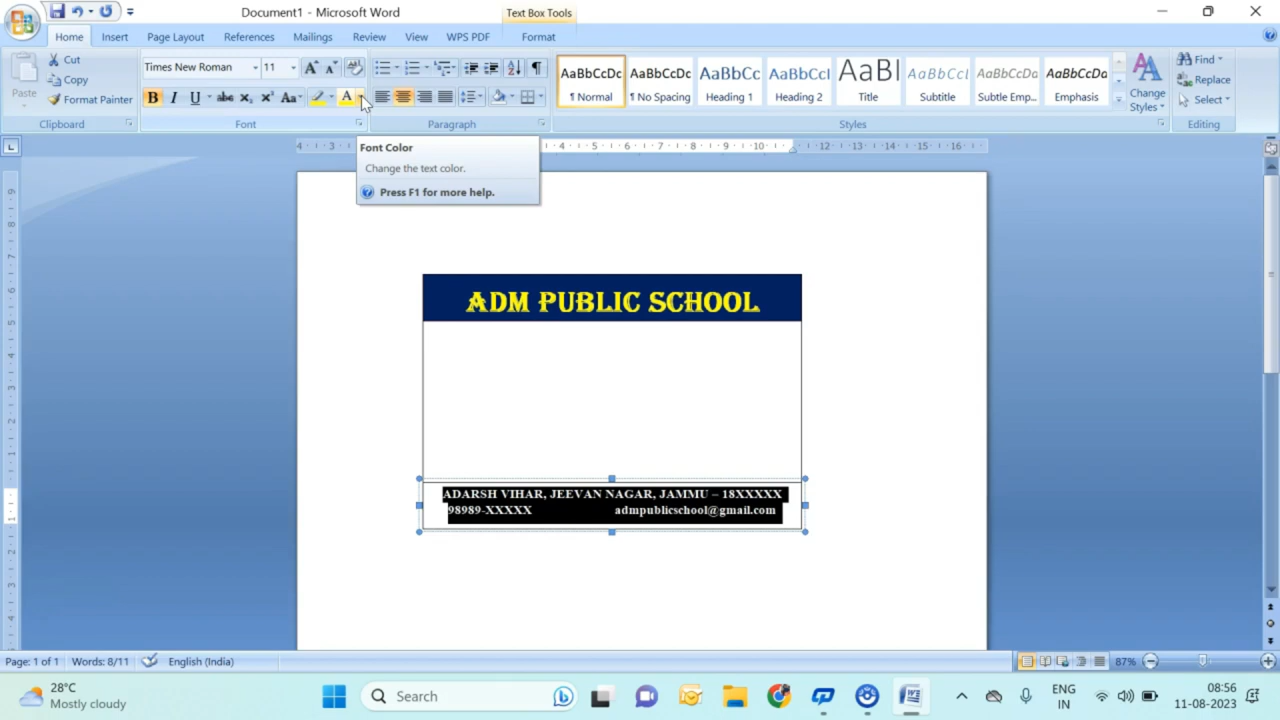 Document1 - Microsoft Word
Text Box Tools
Home
Insert
Page Layout
References
Mailings
Review
View
WPS PDF
Format
Paste
Cut
Copy
Format Painter
Clipboard
Times New Roman
11
Font
Paragraph
AaBbCcDc
¶ Normal
AaBbCcDc
¶ No Spacing
AaBbCc
Heading 1
AaBbCcl
Heading 2
AaBl
Title
AaBbCcl
Subtitle
AaBbCcDa
Subtle Emp...
AaBbCcDa
Emphasis
Change
Styles
Styles
Find
Replace
Select
Editing
Font Color
Change the text color.
Press F1 for more help.
ADM PUBLIC SCHOOL
ADARSH VIHAR, JEEVAN NAGAR, JAMMU – 18XXXXX
98989-XXXXX admpublicschool@gmail.com
Page: 1 of 1
Words: 8/11
English (India)
87%
28°C
Mostly cloudy
Search
ENG
IN
08:56
11-08-2023